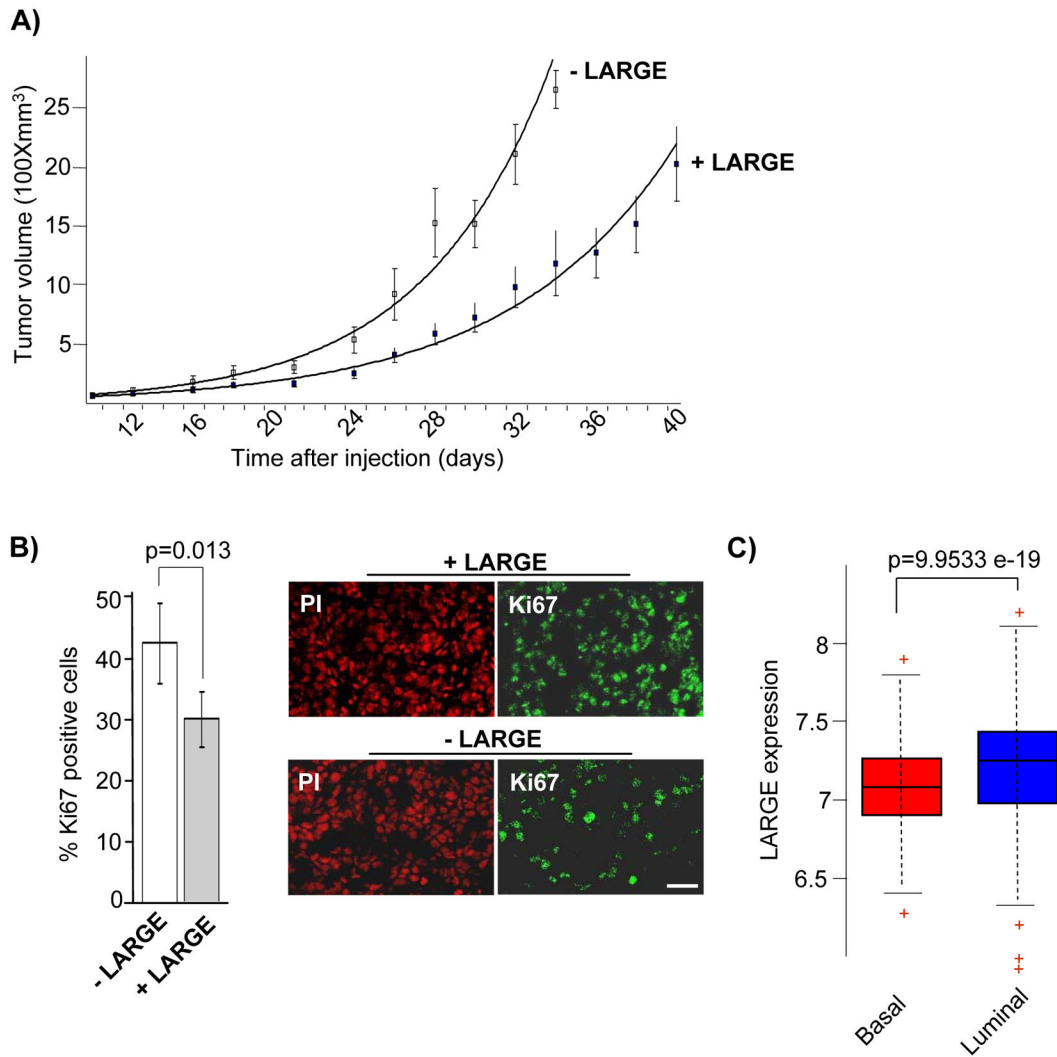 A)
Tumor volume (100Xmm³)
25
20
15
10
5
- LARGE
+ LARGE
12 16 20 24 28 32 36 40
Time after injection (days)
B)
p=0.013
% Ki67 positive cells
50
40
30
20
10
0
- LARGE
+ LARGE
+ LARGE
PI Ki67
- LARGE
PI Ki67
C)
p=9.9533 e-19
LARGE expression
8
7.5
7
6.5
Basal Luminal